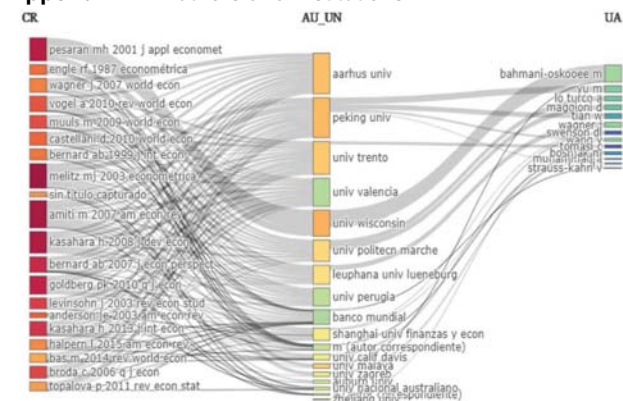 CR AU_UN UA
pesaran mh 2001 j appl economet
engle rf 1987 econométrica
wagner j 2007 world econ
vogel a 2010 rev world econ
muuls m 2009 world econ
castellani d 2010 world econ
bernard ab 1999 j int econ
melitz mj 2003 econometrica
sin título capturado
amiti m 2007 am econ rev
kasahara h 2008 j dev econ
bernard ab 2007 j econ perspect
goldberg pk 2010 q j econ
levinsohn j 2003 rev econ stud
anderson je 2003 am econ rev
kasahara h 2013 j int econ
halpern l 2015 am econ rev
bas m 2014 rev world econ
broda c 2006 q j econ
topalova p 2011 rev econ stat
aarhus univ
peking univ
univ trento
univ valencia
univ wisconsin
univ politecn marche
leuphana univ lueneburg
univ perugia
banco mundial
shanghai univ finanzas y econ
m (autor correspondiente)
univ calif davis
univ malaya
univ zagreb
auburn univ
univ nacional australiano
zhejiang univ
bahmani-oskooee m
yu m
lo turco a
maggioni d
tian w
wagner j
swenson dl
tomasz c
strauss-kahn v